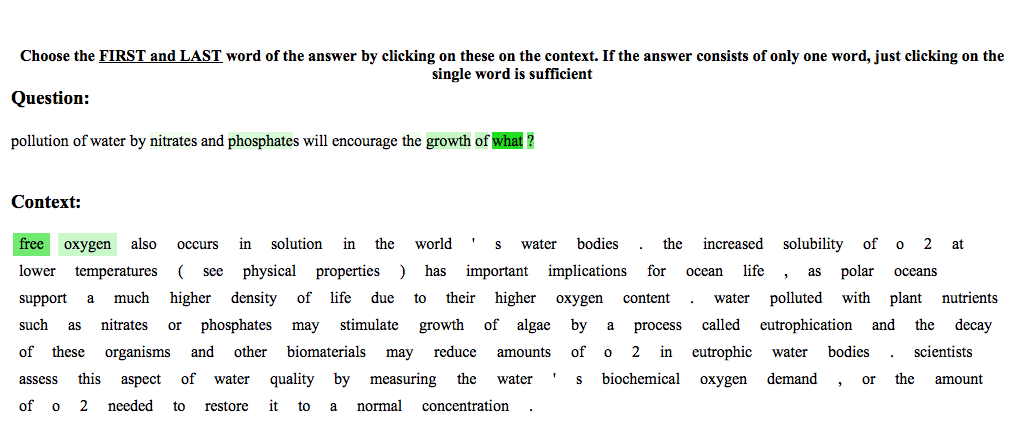 Choose the FIRST and LAST word of the answer by clicking on these on the context. If the answer consists of only one word, just clicking on the
single word is sufficient
Question:
pollution of water by nitrates and phosphates will encourage the growth of what ?
Context:
free oxygen also occurs in solution in the world ' s water bodies . the increased solubility of o 2 at
lower temperatures ( see physical properties ) has important implications for ocean life , as polar oceans
support a much higher density of life due to their higher oxygen content . water polluted with plant nutrients
such as nitrates or phosphates may stimulate growth of algae by a process called eutrophication and the decay
of these organisms and other biomaterials may reduce amounts of o 2 in eutrophic water bodies . scientists
assess this aspect of water quality by measuring the water ' s biochemical oxygen demand , or the amount
of o 2 needed to restore it to a normal concentration .